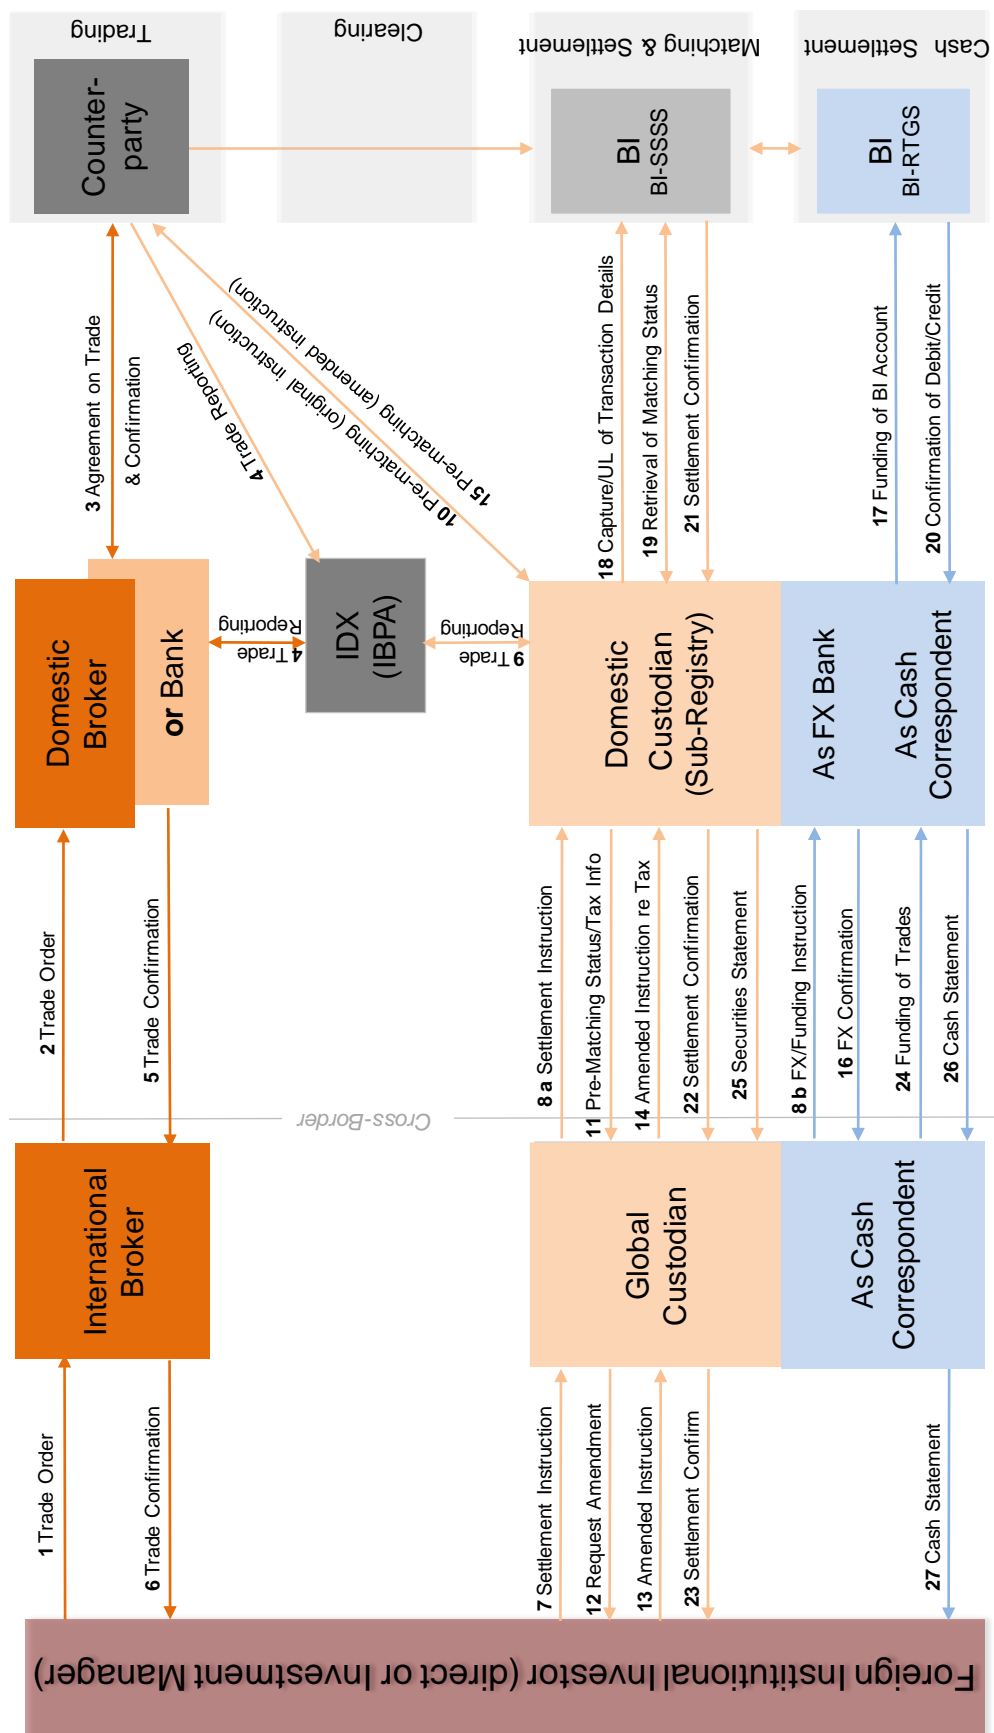 Foreign Institutional Investor (direct or Investment Manager)
1 Trade Order
6 Trade Confirmation
7 Settlement Instruction
12 Request Amendment
13 Amended Instruction
23 Settlement Confirm
27 Cash Statement
International
Broker
Global
Custodian
As Cash
Correspondent
Cross-Border
2 Trade Order
5 Trade Confirmation
8 a Settlement Instruction
11 Pre-Matching Status/Tax Info
14 Amended Instruction re Tax
22 Settlement Confirmation
25 Securities Statement
8 b FX/Funding Instruction
16 FX Confirmation
24 Funding of Trades
26 Cash Statement
Domestic
Broker
or Bank
4 Trade
Reporting
IDX
(IBPA)
9 Trade
Reporting
Domestic
Custodian
(Sub-Registry)
As FX Bank
As Cash
Correspondent
3 Agreement on Trade
& Confirmation
4 Trade Reporting
10 Pre-matching (original instruction)
15 Pre-matching (amended instruction)
18 Capture/UL of Transaction Details
19 Retrieval of Matching Status
21 Settlement Confirmation
17 Funding of BI Account
20 Confirmation of Debit/Credit
Counter-
party
BI
BI-SSSS
BI
BI-RTGS
Trading
Clearing
Matching & Settlement
Cash
Settlement